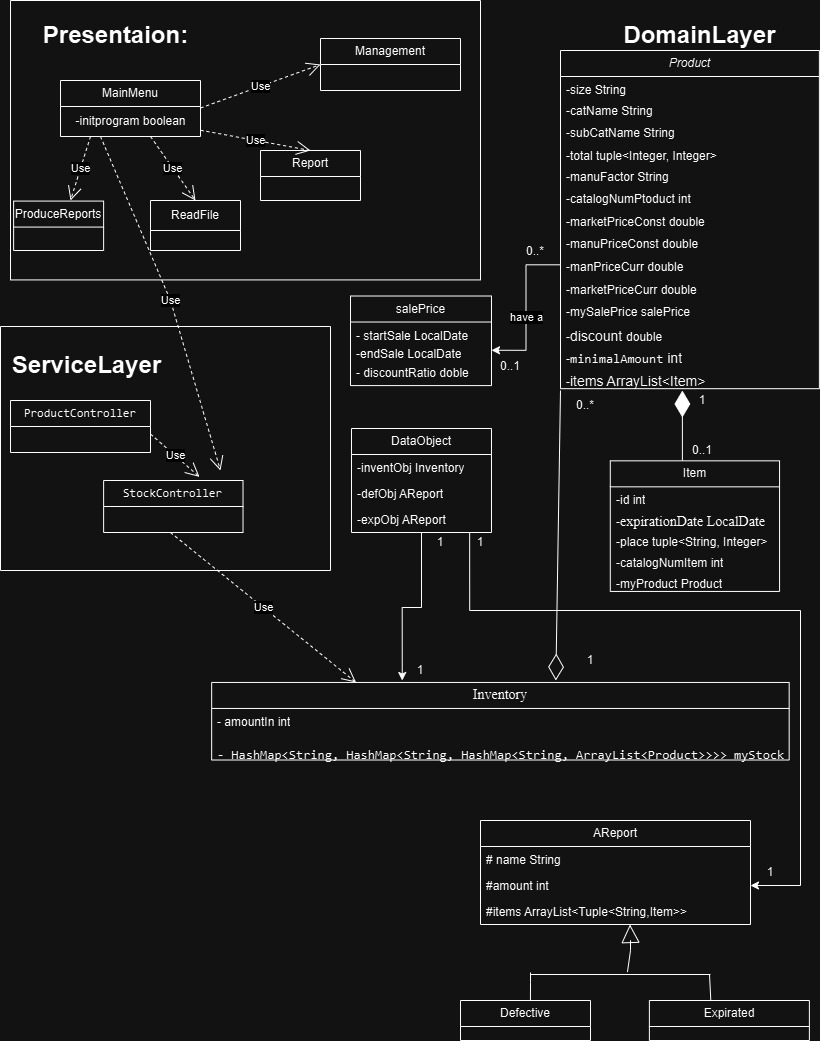 Presentaion:
Management
MainMenu
-initprogram boolean
Use
Use
Report
Use
Use
ProduceReports
ReadFile
Use
ServiceLayer
ProductController
Use
StockController
Use
DomainLayer
Product
-size String
-catName String
-subCatName String
-total tuple<Integer, Integer>
-manuFactor String
-catalogNumPtoduct int
-marketPriceConst double
-manuPriceConst double
-manPriceCurr double
-marketPriceCurr double
-mySalePrice salePrice
-discount double
-minimalAmount int
-items ArrayList<Item>
0..*
have a
0..1
salePrice
- startSale LocalDate
-endSale LocalDate
- discountRatio doble
0..*
1
0..1
DataObject
-inventObj Inventory
-defObj AReport
-expObj AReport
1
1
Item
-id int
-expirationDate LocalDate
-place tuple<String, Integer>
-catalogNumItem int
-myProduct Product
1
1
Inventory
- amountIn int
- HashMap<String, HashMap<String, HashMap<String, ArrayList<Product>>>> myStock
AReport
# name String
#amount int
#items ArrayList<Tuple<String,Item>>
1
Defective
Expirated